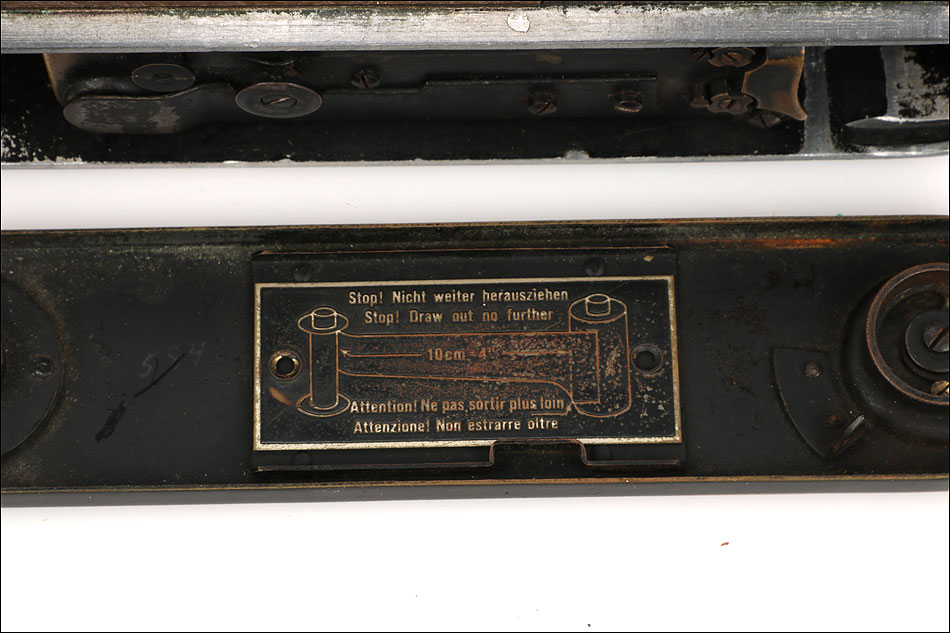 Stop! Nicht weiter herausziehen
Stop! Draw out no further
10cm-4"
Attention! Ne pas sortir plus loin
Attenzione! Non estrarre oltre